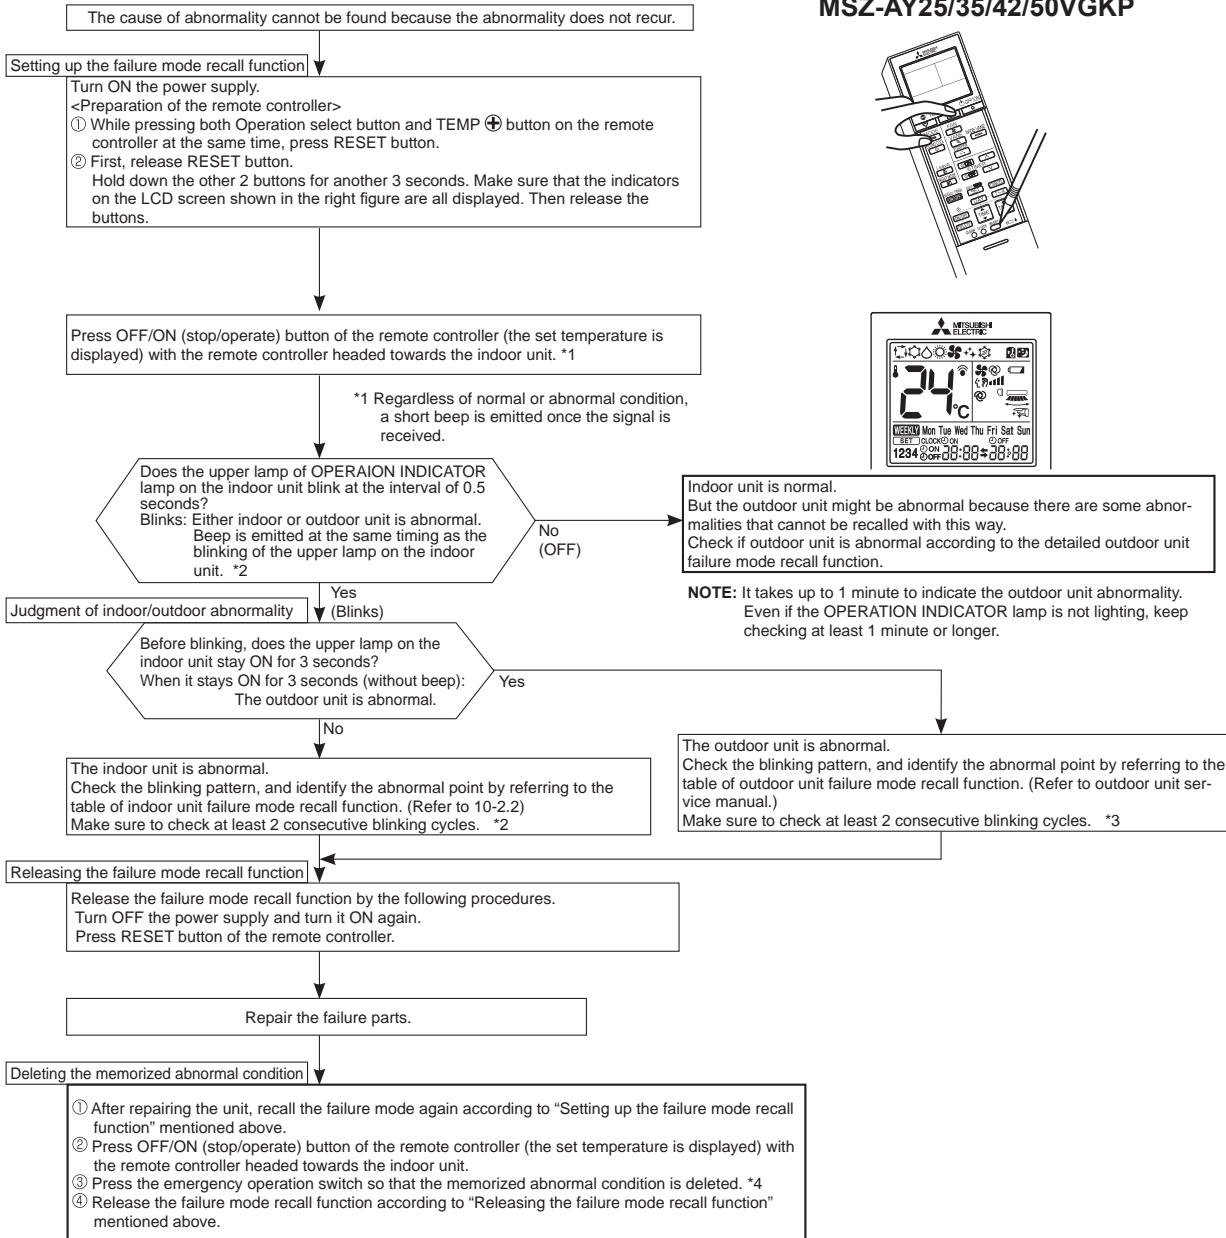 MSZ-AY25/35/42/50VGKP
The cause of abnormality cannot be found because the abnormality does not recur.
Setting up the failure mode recall function
Turn ON the power supply.
<Preparation of the remote controller>
① While pressing both Operation select button and TEMP ⊕ button on the remote
controller at the same time, press RESET button.
② First, release RESET button.
Hold down the other 2 buttons for another 3 seconds. Make sure that the indicators
on the LCD screen shown in the right figure are all displayed. Then release the
buttons.
Press OFF/ON (stop/operate) button of the remote controller (the set temperature is
displayed) with the remote controller headed towards the indoor unit. *1
*1 Regardless of normal or abnormal condition,
a short beep is emitted once the signal is
received.
MITSUBISHI
ELECTRIC
24°C
WEEKLY Mon Tue Wed Thu Fri Sat Sun
SET CLOCK ON OFF
1234 ON OFF 88:88 88:88
Does the upper lamp of OPERAION INDICATOR
lamp on the indoor unit blink at the interval of 0.5
seconds?
Blinks: Either indoor or outdoor unit is abnormal.
Beep is emitted at the same timing as the
blinking of the upper lamp on the indoor
unit. *2
No
(OFF)
Indoor unit is normal.
But the outdoor unit might be abnormal because there are some abnor-
malities that cannot be recalled with this way.
Check if outdoor unit is abnormal according to the detailed outdoor unit
failure mode recall function.
NOTE: It takes up to 1 minute to indicate the outdoor unit abnormality.
Even if the OPERATION INDICATOR lamp is not lighting, keep
checking at least 1 minute or longer.
Yes
(Blinks)
Judgment of indoor/outdoor abnormality
Before blinking, does the upper lamp on the
indoor unit stay ON for 3 seconds?
When it stays ON for 3 seconds (without beep):
The outdoor unit is abnormal.
Yes
No
The indoor unit is abnormal.
Check the blinking pattern, and identify the abnormal point by referring to the
table of indoor unit failure mode recall function. (Refer to 10-2.2)
Make sure to check at least 2 consecutive blinking cycles. *2
The outdoor unit is abnormal.
Check the blinking pattern, and identify the abnormal point by referring to the
table of outdoor unit failure mode recall function. (Refer to outdoor unit ser-
vice manual.)
Make sure to check at least 2 consecutive blinking cycles. *3
Releasing the failure mode recall function
Release the failure mode recall function by the following procedures.
Turn OFF the power supply and turn it ON again.
Press RESET button of the remote controller.
Repair the failure parts.
Deleting the memorized abnormal condition
① After repairing the unit, recall the failure mode again according to “Setting up the failure mode recall
function” mentioned above.
② Press OFF/ON (stop/operate) button of the remote controller (the set temperature is displayed) with
the remote controller headed towards the indoor unit.
③ Press the emergency operation switch so that the memorized abnormal condition is deleted. *4
④ Release the failure mode recall function according to “Releasing the failure mode recall function”
mentioned above.